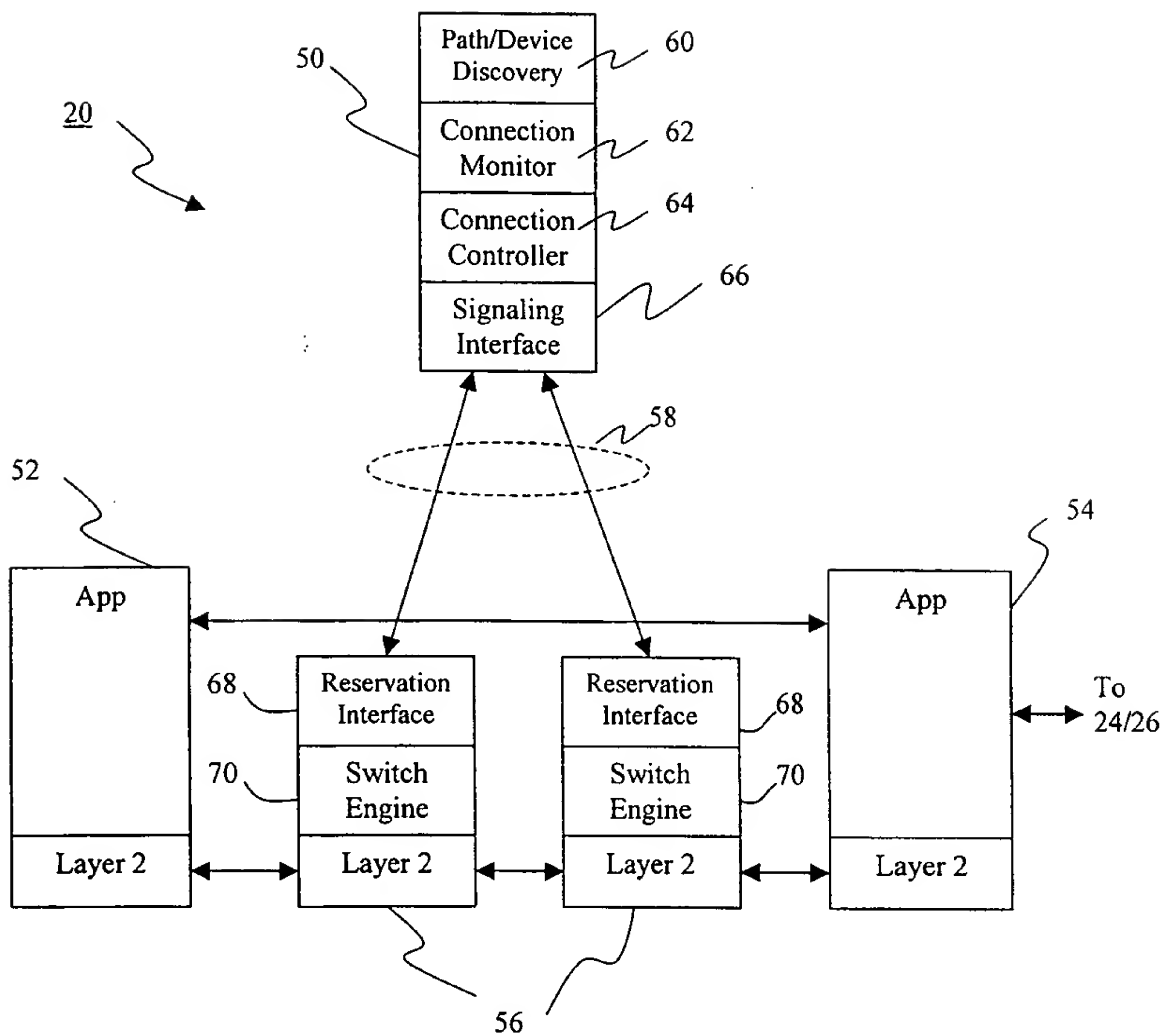 Path/Device
Discovery
60
50
20
Connection
Monitor
62
Connection
Controller
64
Signaling
Interface
66
58
52
54
App
App
Reservation
Interface
68
Reservation
Interface
68
To
24/26
70
Switch
Engine
Switch
Engine
70
Layer 2
Layer 2
Layer 2
Layer 2
56